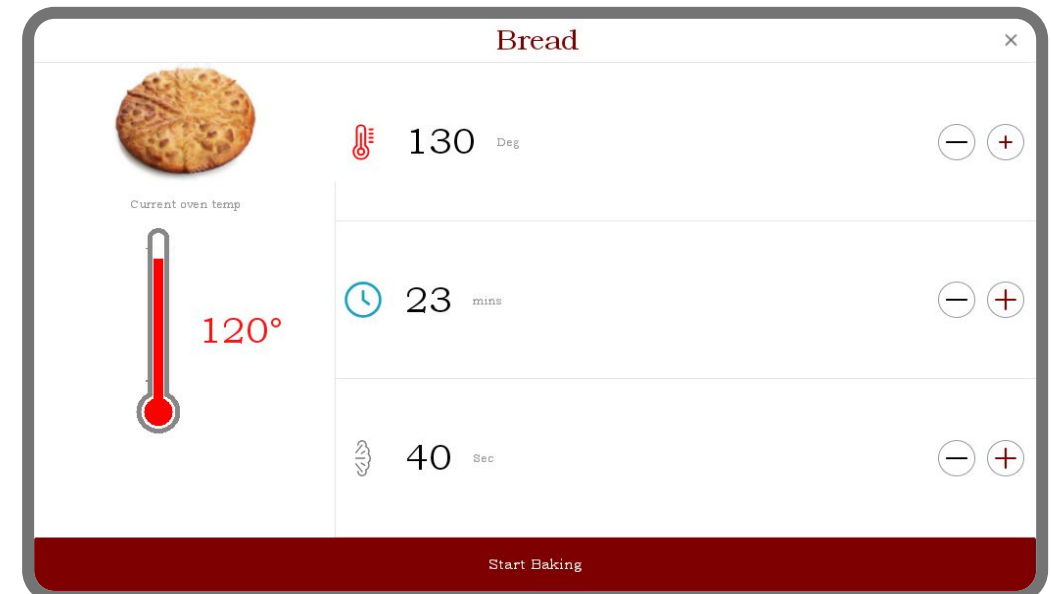 Bread
×
Current oven temp
120°
130 Deg
23 mins
40 Sec
Start Baking